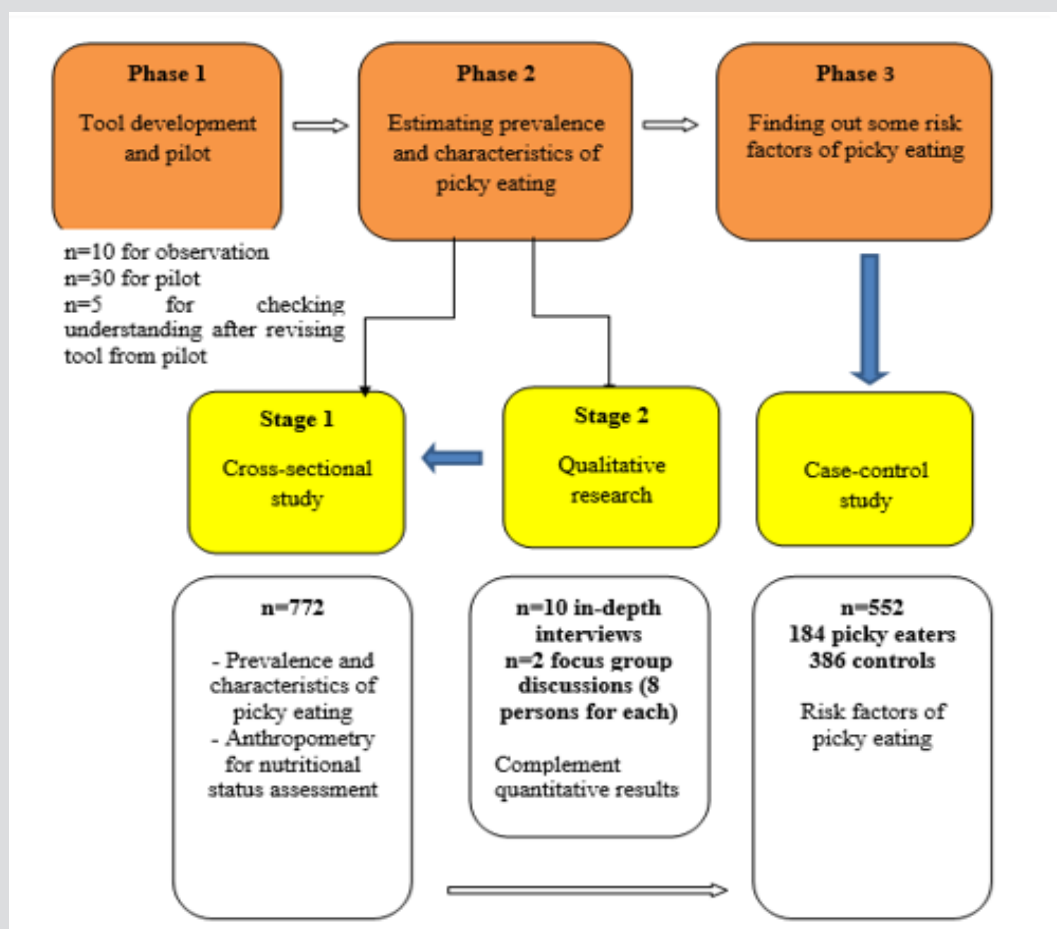 Phase 1
Tool development
and pilot
Phase 2
Estimating prevalence
and characteristics of
picky eating
Phase 3
Finding out some risk
factors of picky eating
n=10 for observation
n=30 for pilot
n=5 for checking
understanding after revising
tool from pilot
Stage 1
Cross-sectional
study
Stage 2
Qualitative
research
Case-control
study
n=772
- Prevalence and
characteristics of
picky eating
- Anthropometry
for nutritional
status assessment
n=10 in-depth
interviews
n=2 focus group
discussions (8
persons for each)
Complement
quantitative results
n=552
184 picky eaters
386 controls
Risk factors of
picky eating